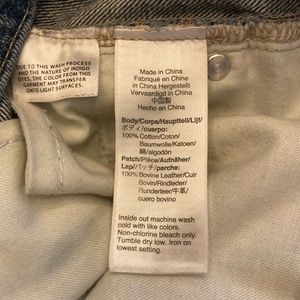 DUE TO THIS WASH PROCESS
AND THE NATURE OF INDIGO
DYES, THE COLOR FROM THIS
GARMENT MAY TRANSFER
ONTO LIGHT SURFACES.
Made in China
Fabriqué en Chine
in China Hergestellt
Vervaardigd in China
中国製
Hecho en China
Body/Corps/Hauptteil/Lijf/
ボディ/cuerpo:
100% Cotton/Coton/
Baumwolle/Katoen/
綿/algodón
Patch/Pièce/Aufnäher/
Lap/パッチ/parche:
100% Bovine Leather/Cuir
Bovin/Rindleder/
Runderleer/牛革/
cuero bovino
Inside out machine wash
cold with like colors.
Non-chlorine bleach only.
Tumble dry low. Iron on
lowest setting.